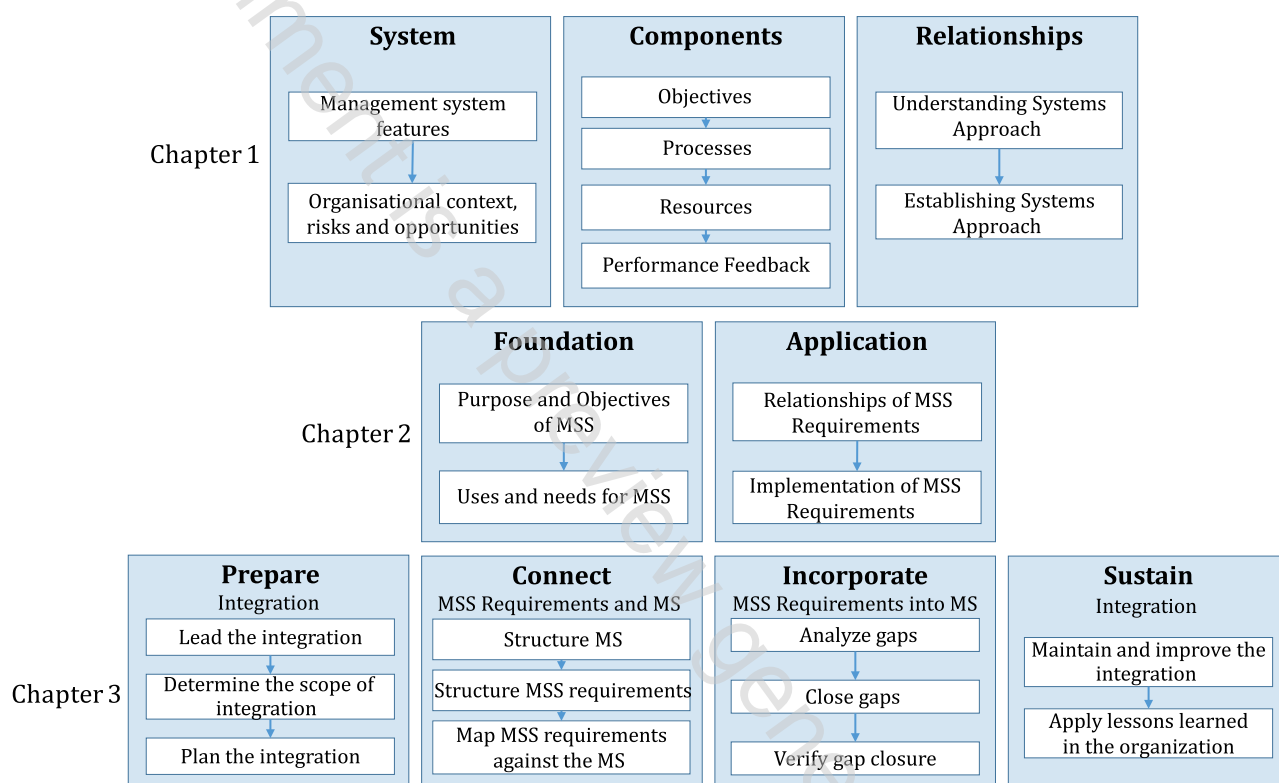 System
Management system
features
Organisational context,
risks and opportunities
Components
Objectives
Processes
Resources
Performance Feedback
Relationships
Understanding Systems
Approach
Establishing Systems
Approach
Chapter 1
Foundation
Purpose and Objectives
of MSS
Uses and needs for MSS
Application
Relationships of MSS
Requirements
Implementation of MSS
Requirements
Chapter 2
Prepare
Integration
Lead the integration
Determine the scope of
integration
Plan the integration
Connect
MSS Requirements and MS
Structure MS
Structure MSS requirements
Map MSS requirements
against the MS
Incorporate
MSS Requirements into MS
Analyze gaps
Close gaps
Verify gap closure
Sustain
Integration
Maintain and improve the
integration
Apply lessons learned
in the organization
Chapter 3
is a preview